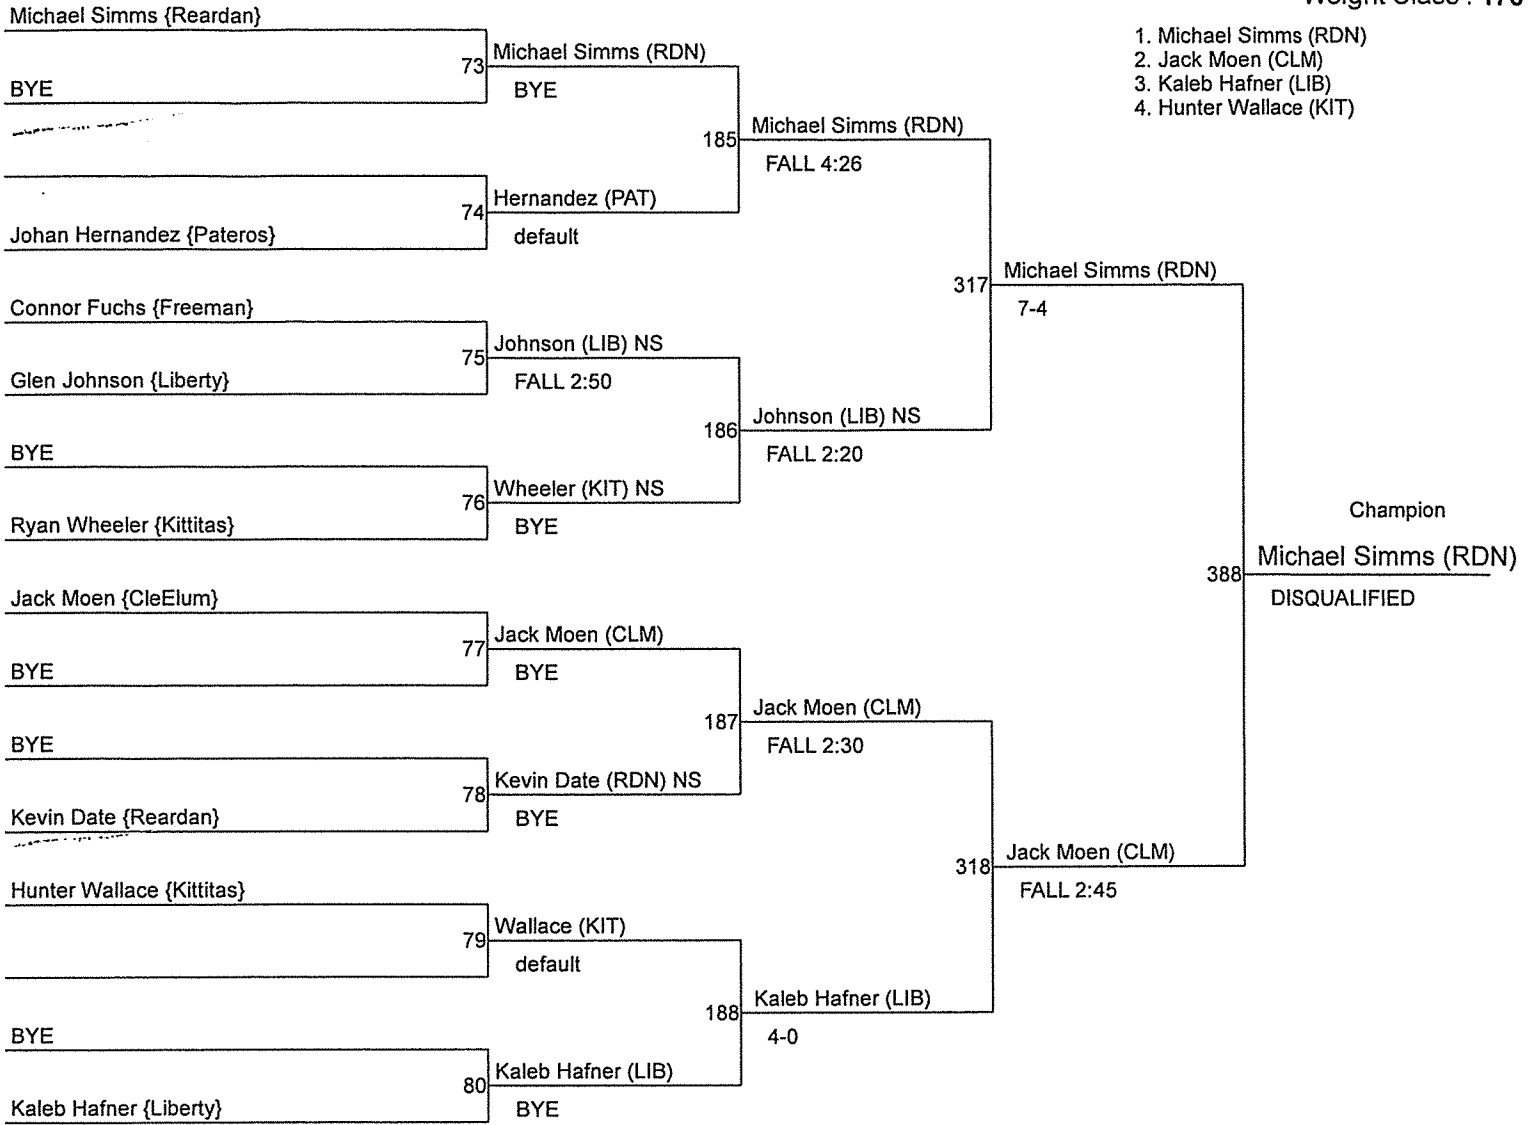 Michael Simms {Reardan}
BYE
Johan Hernandez {Pateros}
Connor Fuchs {Freeman}
Glen Johnson {Liberty}
BYE
Ryan Wheeler {Kittitas}
Jack Moen {CleElum}
BYE
BYE
Kevin Date {Reardan}
Hunter Wallace {Kittitas}
BYE
Kaleb Hafner {Liberty}
73 Michael Simms (RDN)
BYE
74 Hernandez (PAT)
default
75 Johnson (LIB) NS
FALL 2:50
76 Wheeler (KIT) NS
BYE
77 Jack Moen (CLM)
BYE
78 Kevin Date (RDN) NS
BYE
79 Wallace (KIT)
default
80 Kaleb Hafner (LIB)
BYE
185 Michael Simms (RDN)
FALL 4:26
186 Johnson (LIB) NS
FALL 2:20
187 Jack Moen (CLM)
FALL 2:30
188 Kaleb Hafner (LIB)
4-0
317 Michael Simms (RDN)
7-4
318 Jack Moen (CLM)
FALL 2:45
Champion
388 Michael Simms (RDN)
DISQUALIFIED
Weight Class :
1. Michael Simms (RDN)
2. Jack Moen (CLM)
3. Kaleb Hafner (LIB)
4. Hunter Wallace (KIT)